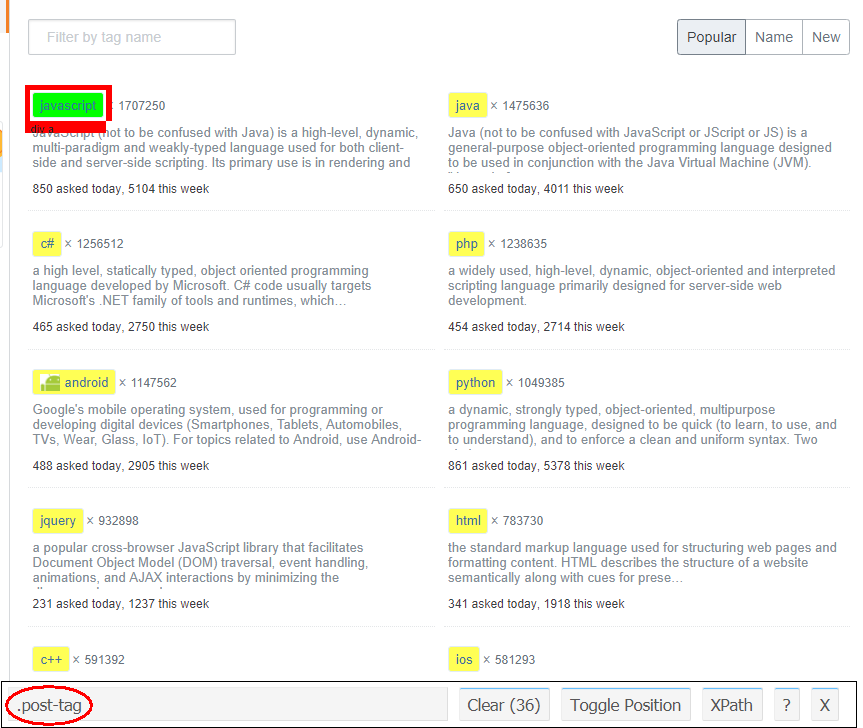 Filter by tag name
Popular Name New
javascript × 1707250
div a
JavaScript (not to be confused with Java) is a high-level, dynamic,
multi-paradigm and weakly-typed language used for both client-
side and server-side scripting. Its primary use is in rendering and
850 asked today, 5104 this week
java × 1475636
Java (not to be confused with JavaScript or JScript or JS) is a
general-purpose object-oriented programming language designed
to be used in conjunction with the Java Virtual Machine (JVM).
650 asked today, 4011 this week
c# × 1256512
a high level, statically typed, object oriented programming
language developed by Microsoft. C# code usually targets
Microsoft's .NET family of tools and runtimes, which…
465 asked today, 2750 this week
php × 1238635
a widely used, high-level, dynamic, object-oriented and interpreted
scripting language primarily designed for server-side web
development.
454 asked today, 2714 this week
android × 1147562
Google's mobile operating system, used for programming or
developing digital devices (Smartphones, Tablets, Automobiles,
TVs, Wear, Glass, IoT). For topics related to Android, use Android-
488 asked today, 2905 this week
python × 1049385
a dynamic, strongly typed, object-oriented, multipurpose
programming language, designed to be quick (to learn, to use, and
to understand), and to enforce a clean and uniform syntax. Two
861 asked today, 5378 this week
jquery × 932898
a popular cross-browser JavaScript library that facilitates
Document Object Model (DOM) traversal, event handling,
animations, and AJAX interactions by minimizing the
231 asked today, 1237 this week
html × 783730
the standard markup language used for structuring web pages and
formatting content. HTML describes the structure of a website
semantically along with cues for prese…
341 asked today, 1918 this week
c++ × 591392
ios × 581293
.post-tag
Clear (36) Toggle Position XPath ? X